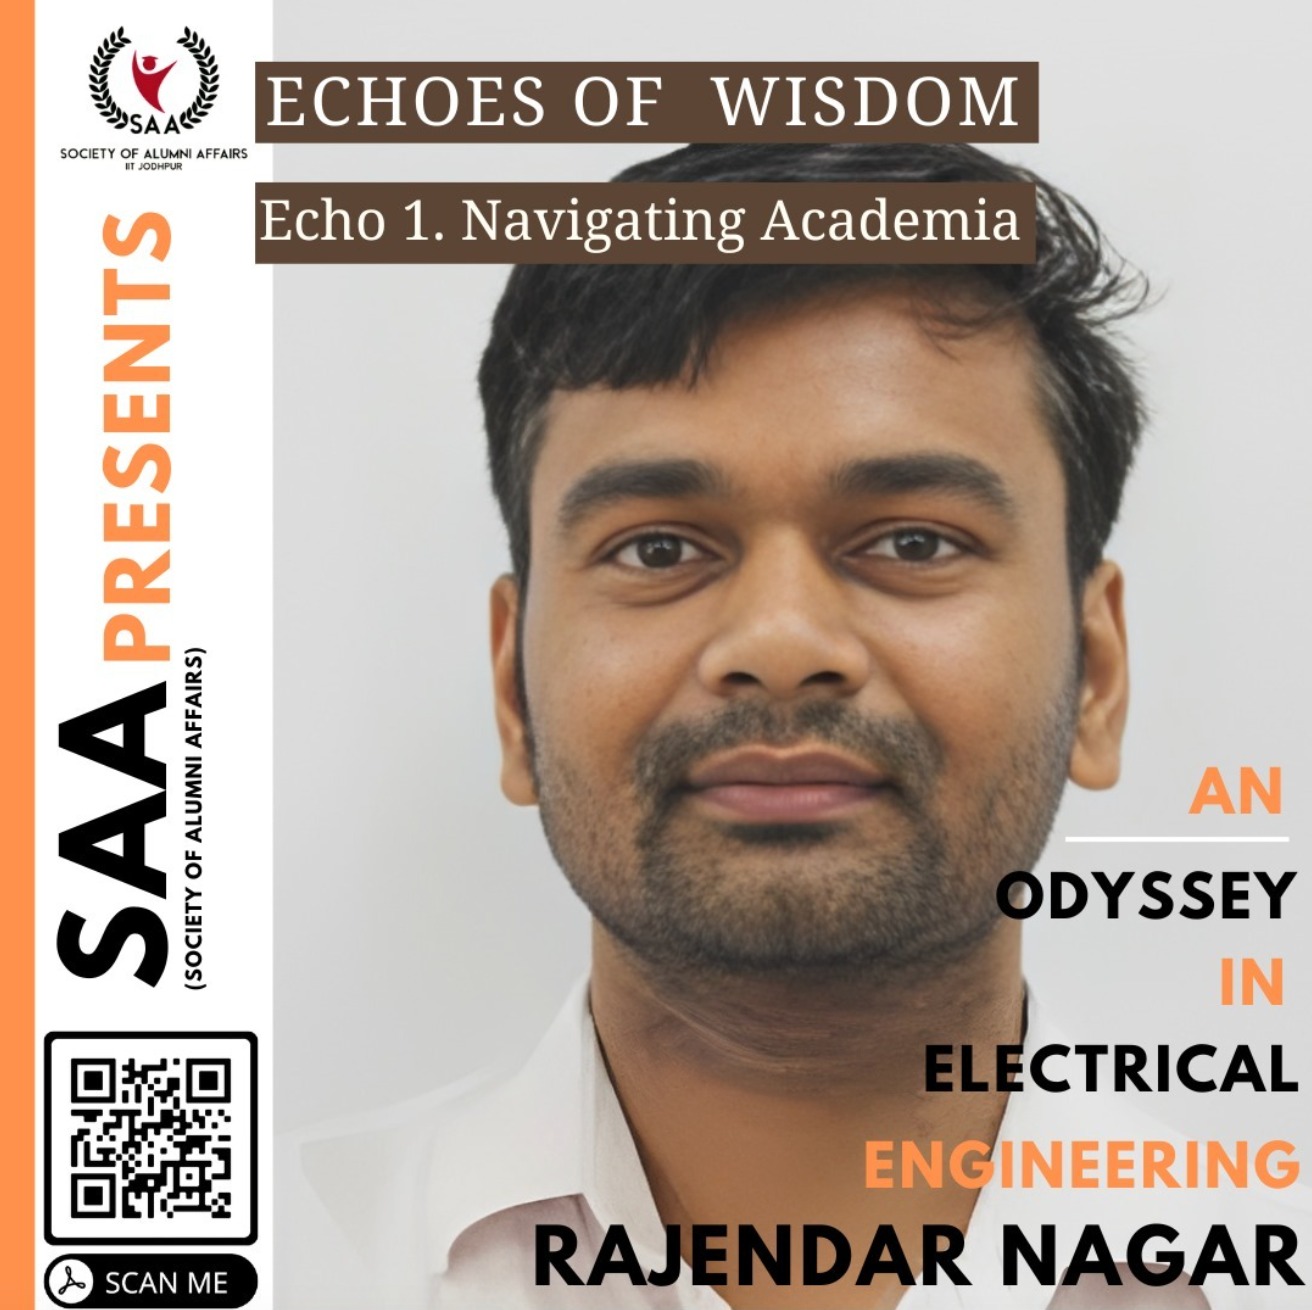 SAA
SOCIETY OF ALUMNI AFFAIRS
IIT JODHPUR
ECHOES OF WISDOM
Echo 1. Navigating Academia
SAA PRESENTS
(SOCIETY OF ALUMNI AFFAIRS)
AN
ODYSSEY
IN
ELECTRICAL
ENGINEERING
RAJENDAR NAGAR
SCAN ME